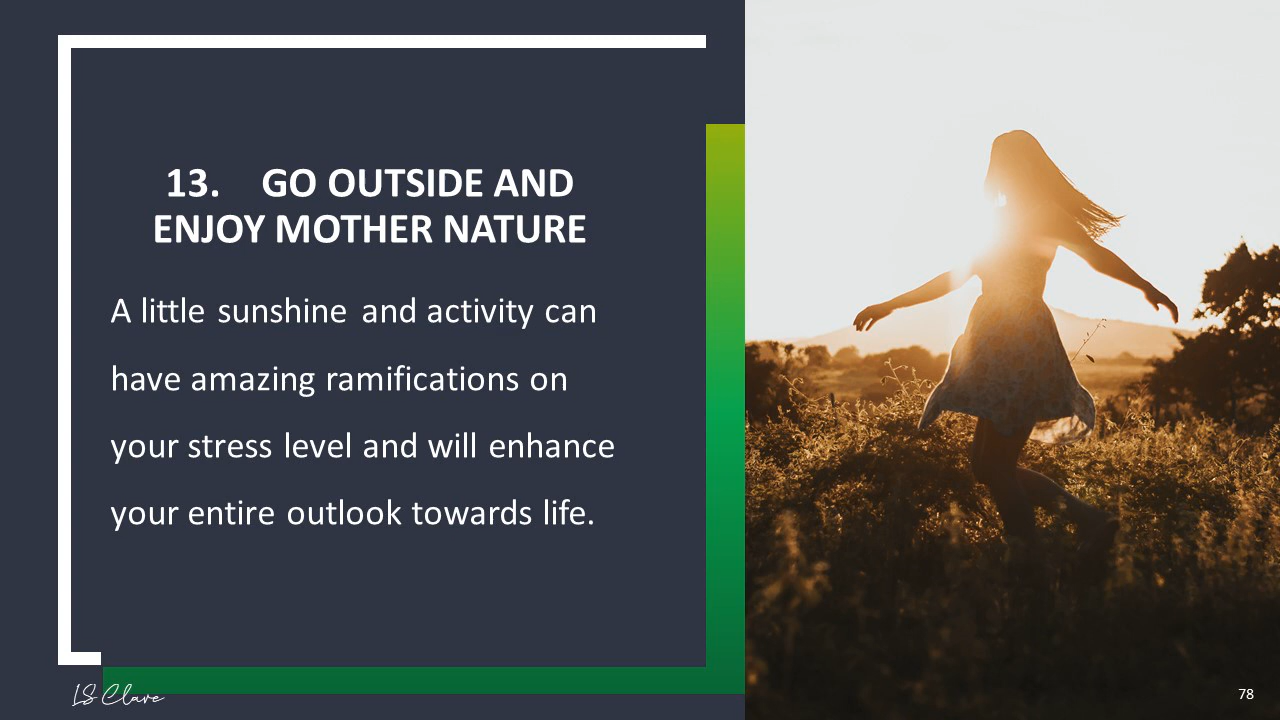 13. GO OUTSIDE AND
ENJOY MOTHER NATURE
A little sunshine and activity can
have amazing ramifications on
your stress level and will enhance
your entire outlook towards life.
LS Clave
78